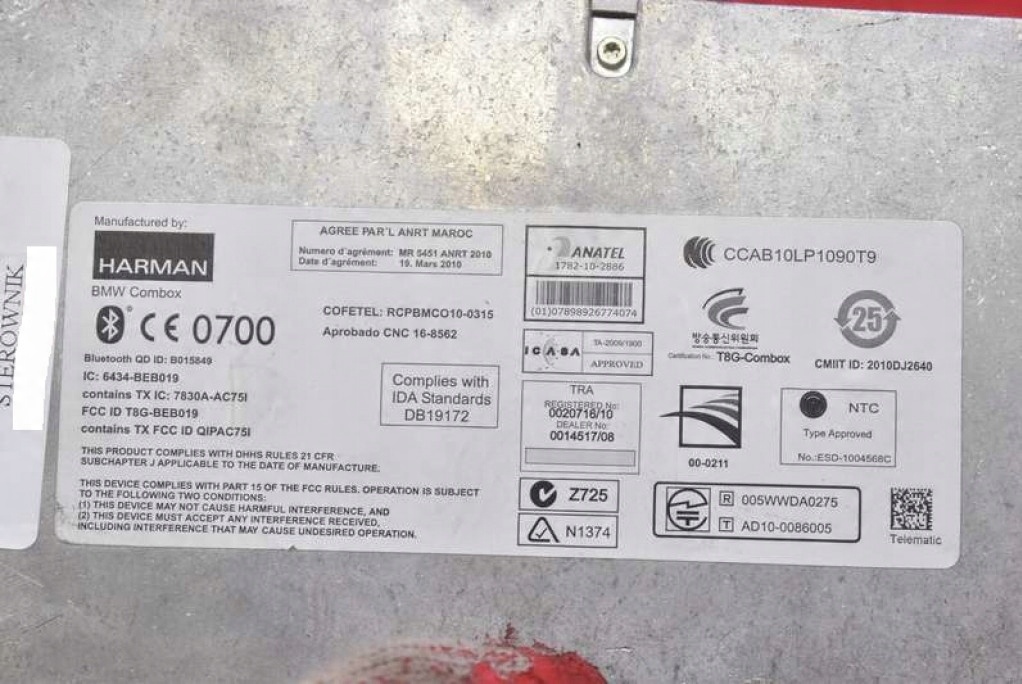 STEROWNIK
Manufactured by:
HARMAN
BMW Combox
CE 0700
Bluetooth QD ID: B015849
IC: 6434-BEB019
contains TX IC: 7830A-AC75I
FCC ID T8G-BEB019
contains TX FCC ID QIPAC75I
THIS PRODUCT COMPLIES WITH DHHS RULES 21 CFR
SUBCHAPTER J APPLICABLE TO THE DATE OF MANUFACTURE.
THIS DEVICE COMPLIES WITH PART 15 OF THE FCC RULES. OPERATION IS SUBJECT
TO THE FOLLOWING TWO CONDITIONS:
(1) THIS DEVICE MAY NOT CAUSE HARMFUL INTERFERENCE, AND
(2) THIS DEVICE MUST ACCEPT ANY INTERFERENCE RECEIVED,
INCLUDING INTERFERENCE THAT MAY CAUSE UNDESIRED OPERATION.
AGREE PAR'L ANRT MAROC
Numero d'agrément: MR 5451 ANRT 2010
Date d'agrément: 19. Mars 2010
COFETEL: RCPBMCO10-0315
Aprobado CNC 16-8562
Complies with
IDA Standards
DB19172
ANATEL
1782-10-2886
(01)07898926774074
ICASA
TA-2009/1900
APPROVED
TRA
REGISTERED No:
0020716/10
DEALER No:
0014517/08
Z725
N1374
CCAB10LP1090T9
방송통신위원회
Certification No.: T8G-Combox
25
CMIIT ID: 2010DJ2640
00-0211
NTC
Type Approved
No.:ESD-1004568C
R 005WWDA0275
T AD10-0086005
Telematic